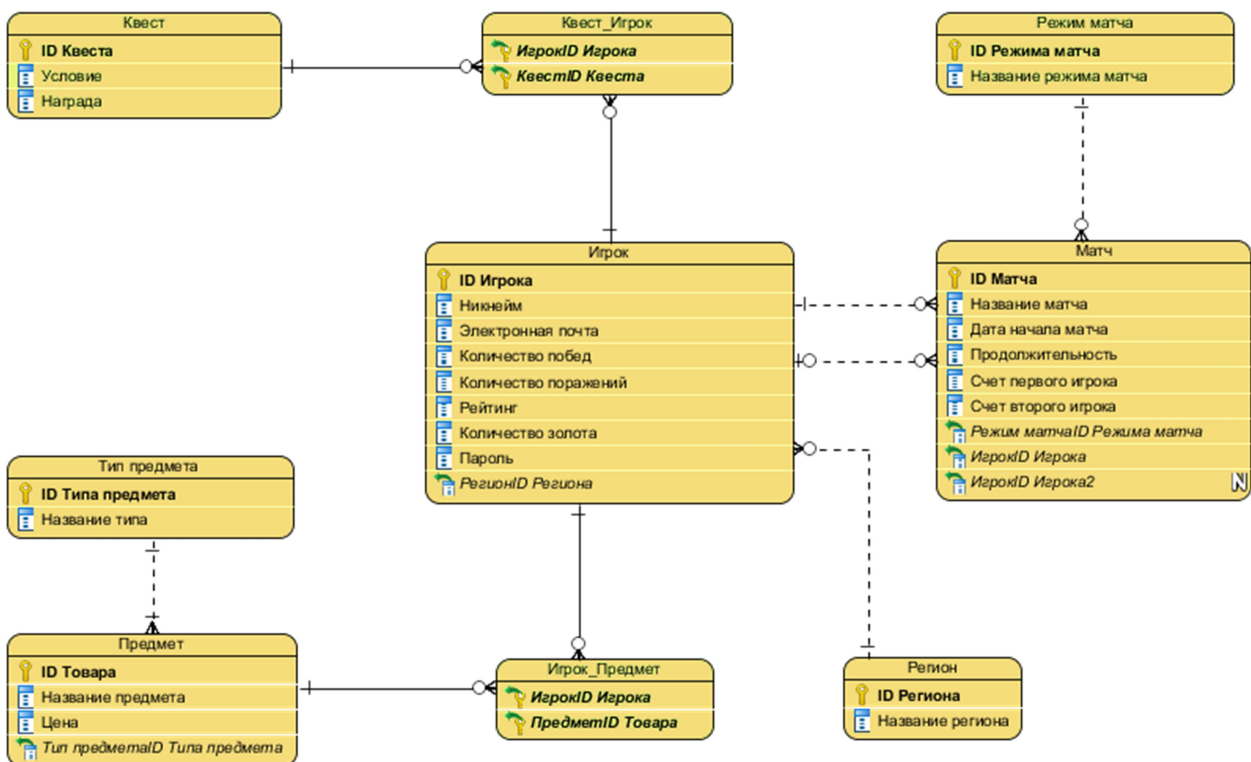 Квест
ID Квеста
Условие
Награда
Квест_Игрок
ИгрокID Игрока
КвестID Квеста
Режим матча
ID Режима матча
Название режима матча
Игрок
ID Игрока
Никнейм
Электронная почта
Количество побед
Количество поражений
Рейтинг
Количество золота
Пароль
РегионID Региона
Матч
ID Матча
Название матча
Дата начала матча
Продолжительность
Счет первого игрока
Счет второго игрока
Режим матчаID Режима матча
ИгрокID Игрока
ИгрокID Игрока2
N
Тип предмета
ID Типа предмета
Название типа
Предмет
ID Товара
Название предмета
Цена
Тип предметаID Типа предмета
Игрок_Предмет
ИгрокID Игрока
ПредметID Товара
Регион
ID Региона
Название региона